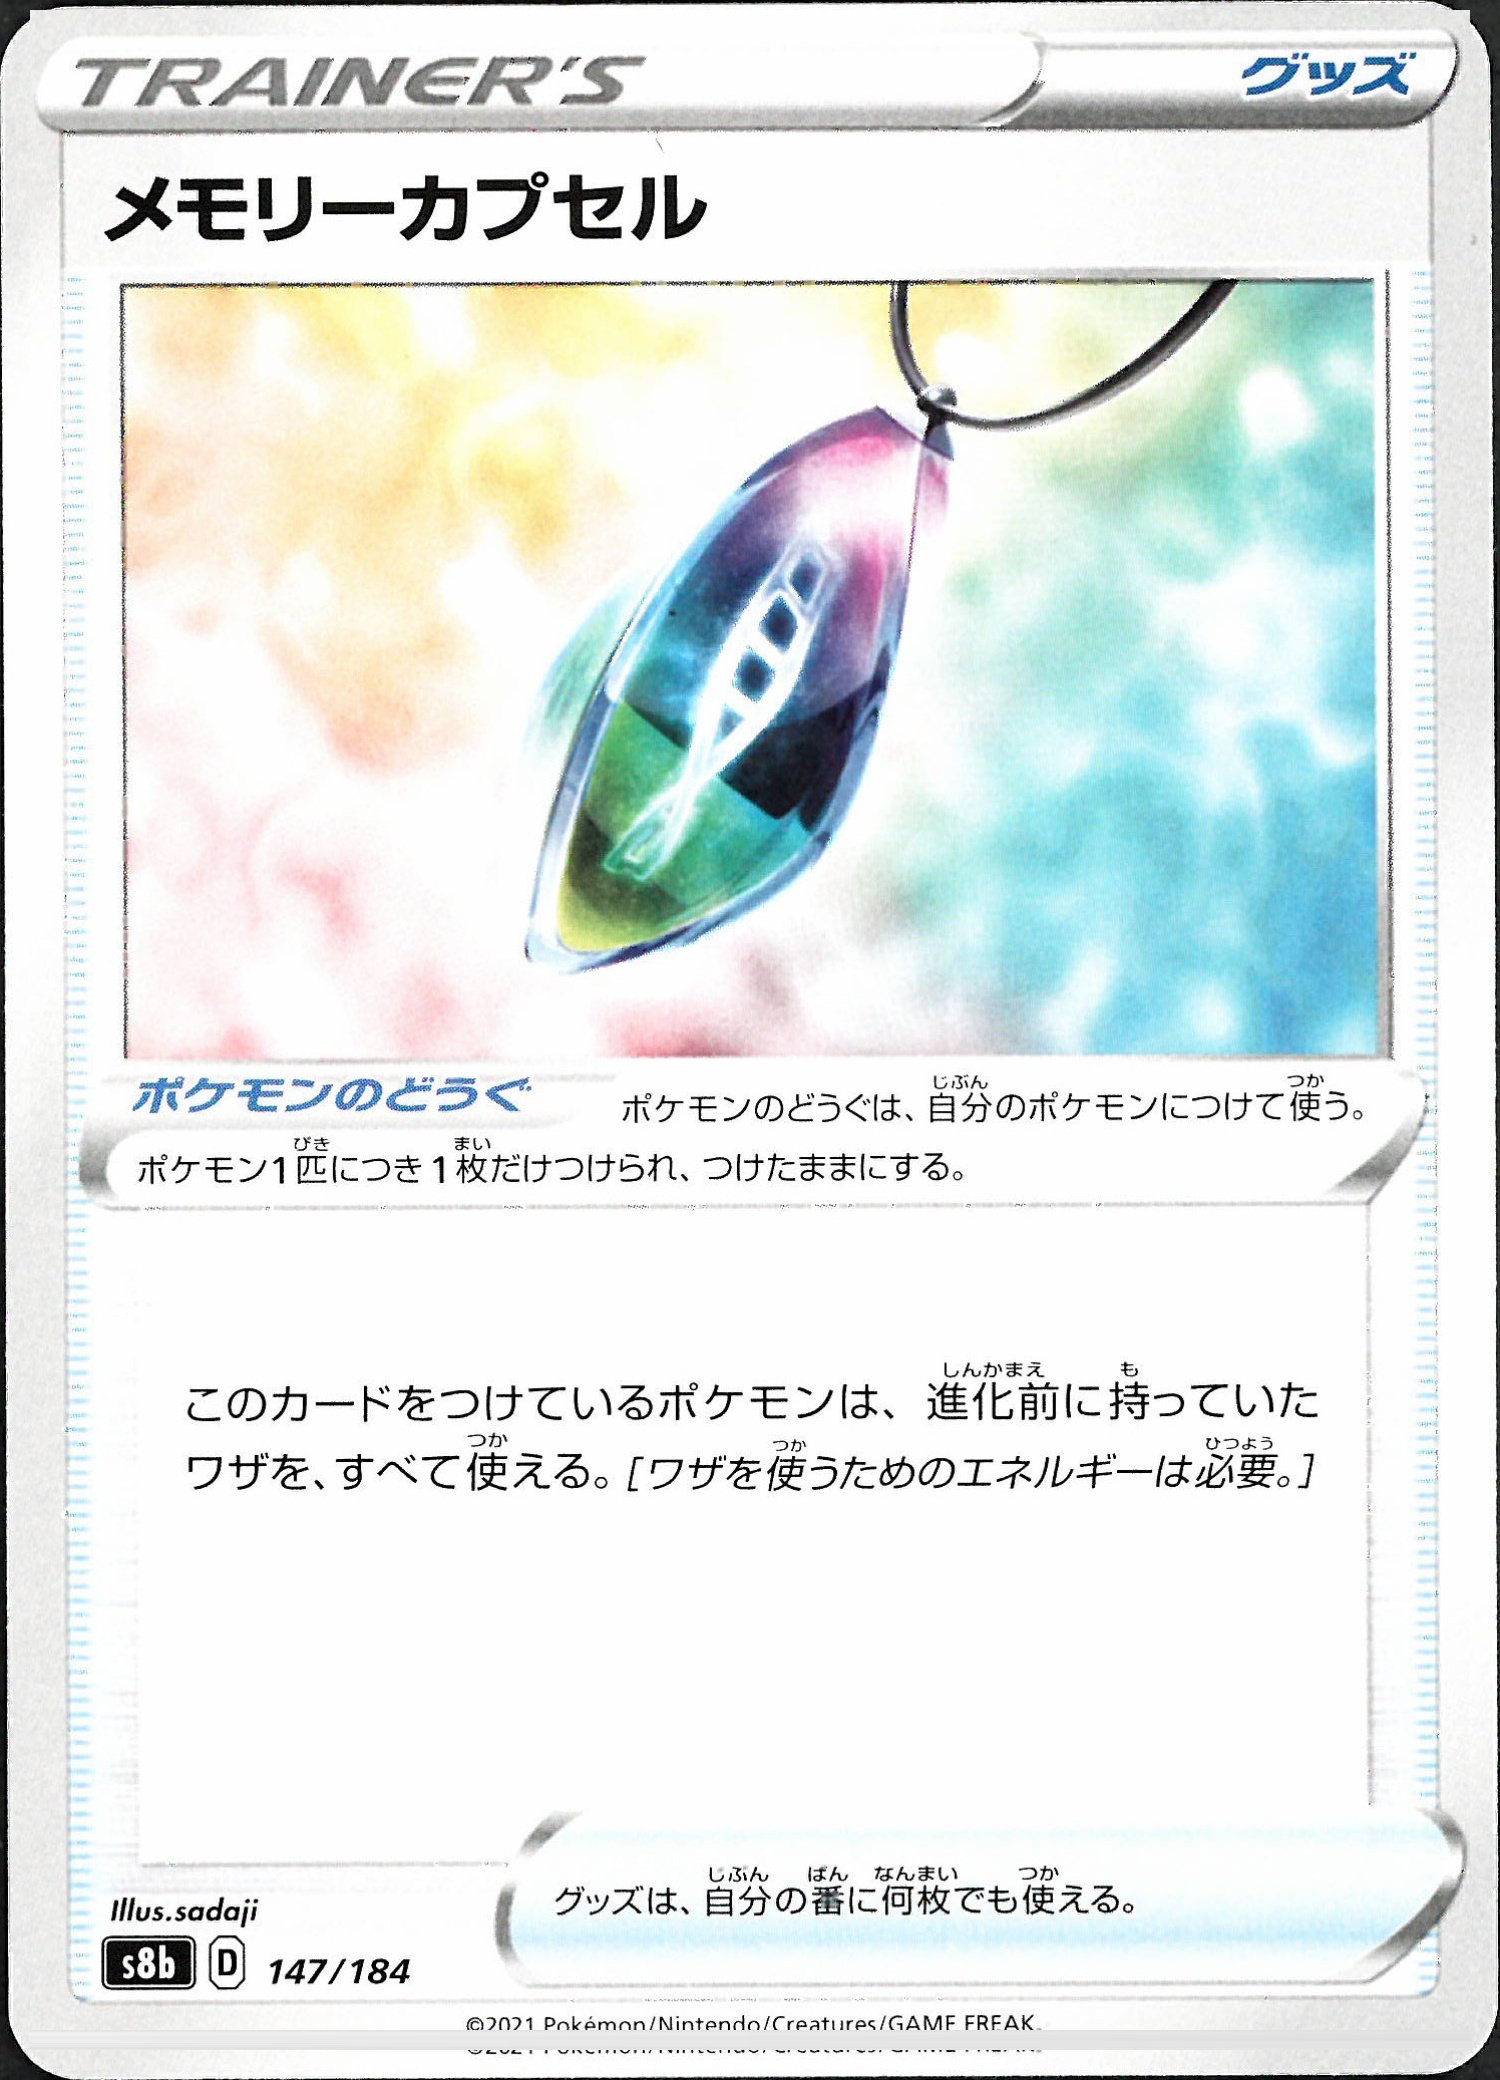 TRAINER'S
グッズ
メモリーカプセル
ポケモンのどうぐ
ポケモンのどうぐは、自分のポケモンにつけて使う。
ポケモン1匹につき1枚だけつけられ、つけたままにする。
このカードをつけているポケモンは、進化前に持っていた
ワザを、すべて使える。[ワザを使うためのエネルギーは必要。]
グッズは、自分の番に何枚でも使える。
Illus.sadaji
s8b D 147/184
©2021 Pokémon/Nintendo/Creatures/GAME FREAK.